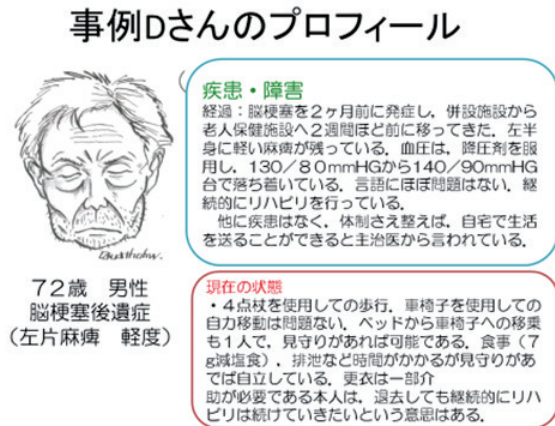 事例Dさんのプロフィール
疾患・障害
経過：脳梗塞を２ヶ月前に発症し，併設施設から
老人保健施設へ２週間ほど前に移ってきた．左半
身に軽い麻痺が残っている．血圧は，降圧剤を服
用し，130/８０mmHGから140/90mmHG
台で落ち着いている．言語にほぼ問題はない．継
続的にリハビリを行っている．
他に疾患はなく，体制さえ整えば，自宅で生活
を送ることができると主治医から言われている．
７２歳　男性
脳梗塞後遺症
（左片麻痺　軽度）
現在の状態
・４点杖を使用しての歩行．車椅子を使用しての
自力移動は問題ない．ベッドから車椅子への移乗
も１人で，見守りがあれば可能である．食事（７
g減塩食），排泄など時間がかかるが見守りがあ
でば自立している．更衣は一部介
助が必要である本人は，退去しても継続的にリハ
ビリは続けていきたいという意思はある．